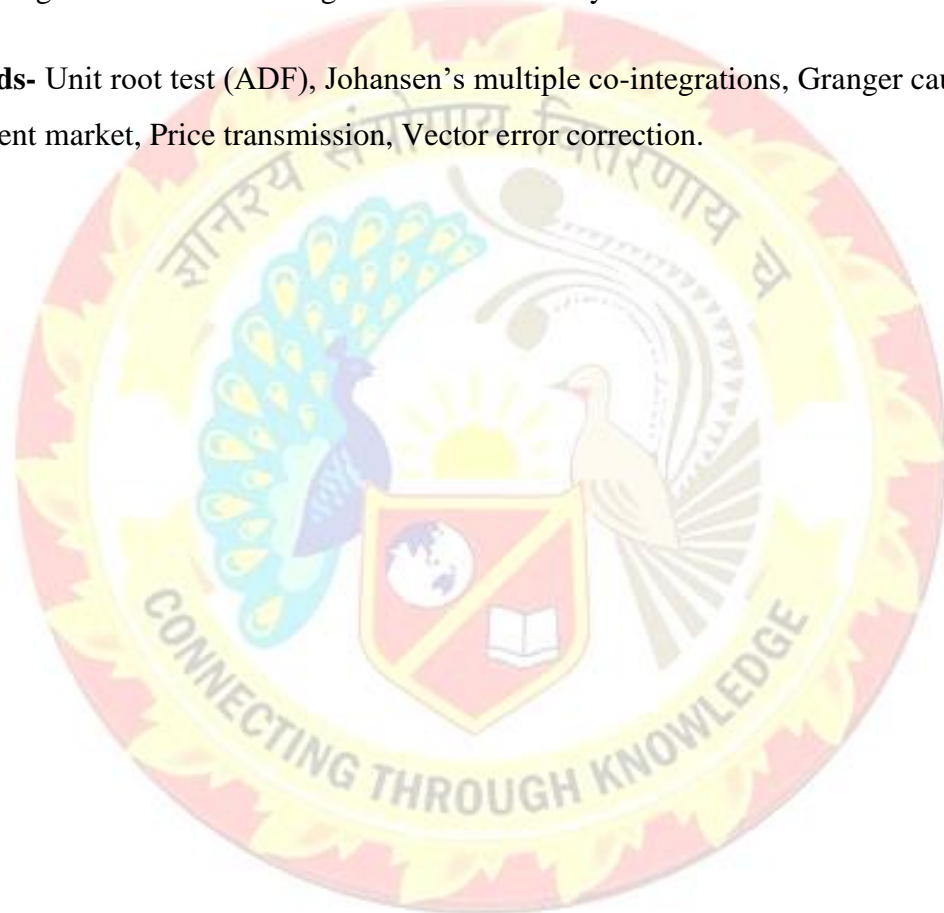 ds- Unit root test (ADF), Johansen’s multiple co-integrations, Granger cau
ent market, Price transmission, Vector error correction.
वितरणाय च
CONNECTING THROUGH KNOWLEDGE